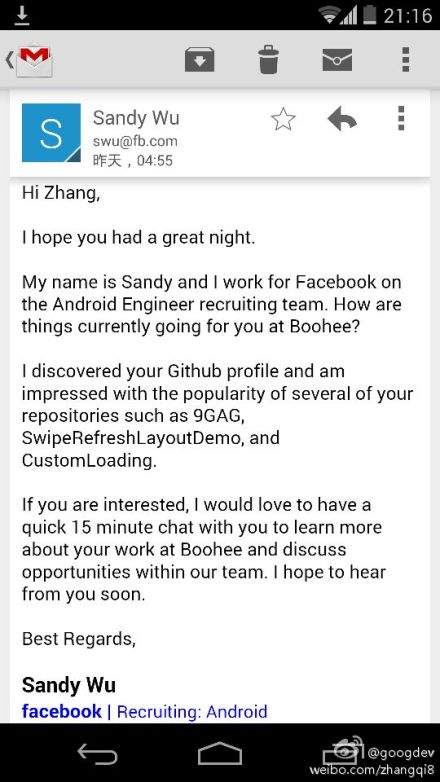 21:16
Sandy Wu
S
swu@fb.com
昨天，04:55
Hi Zhang,
I hope you had a great night.
My name is Sandy and I work for Facebook on
the Android Engineer recruiting team. How are
things currently going for you at Boohee?
I discovered your Github profile and am
impressed with the popularity of several of your
repositories such as 9GAG,
SwipeRefreshLayoutDemo, and
CustomLoading.
If you are interested, I would love to have a
quick 15 minute chat with you to learn more
about your work at Boohee and discuss
opportunities within our team. I hope to hear
from you soon.
Best Regards,
Sandy Wu
facebook | Recruiting: Android
@googdev
weibo.com/zhangqi8